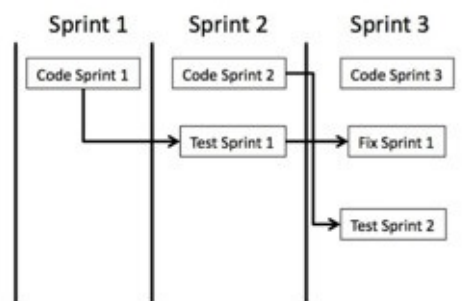 Sprint 1
Sprint 2
Sprint 3
Code Sprint 1
Code Sprint 2
Code Sprint 3
Test Sprint 1
Fix Sprint 1
Test Sprint 2